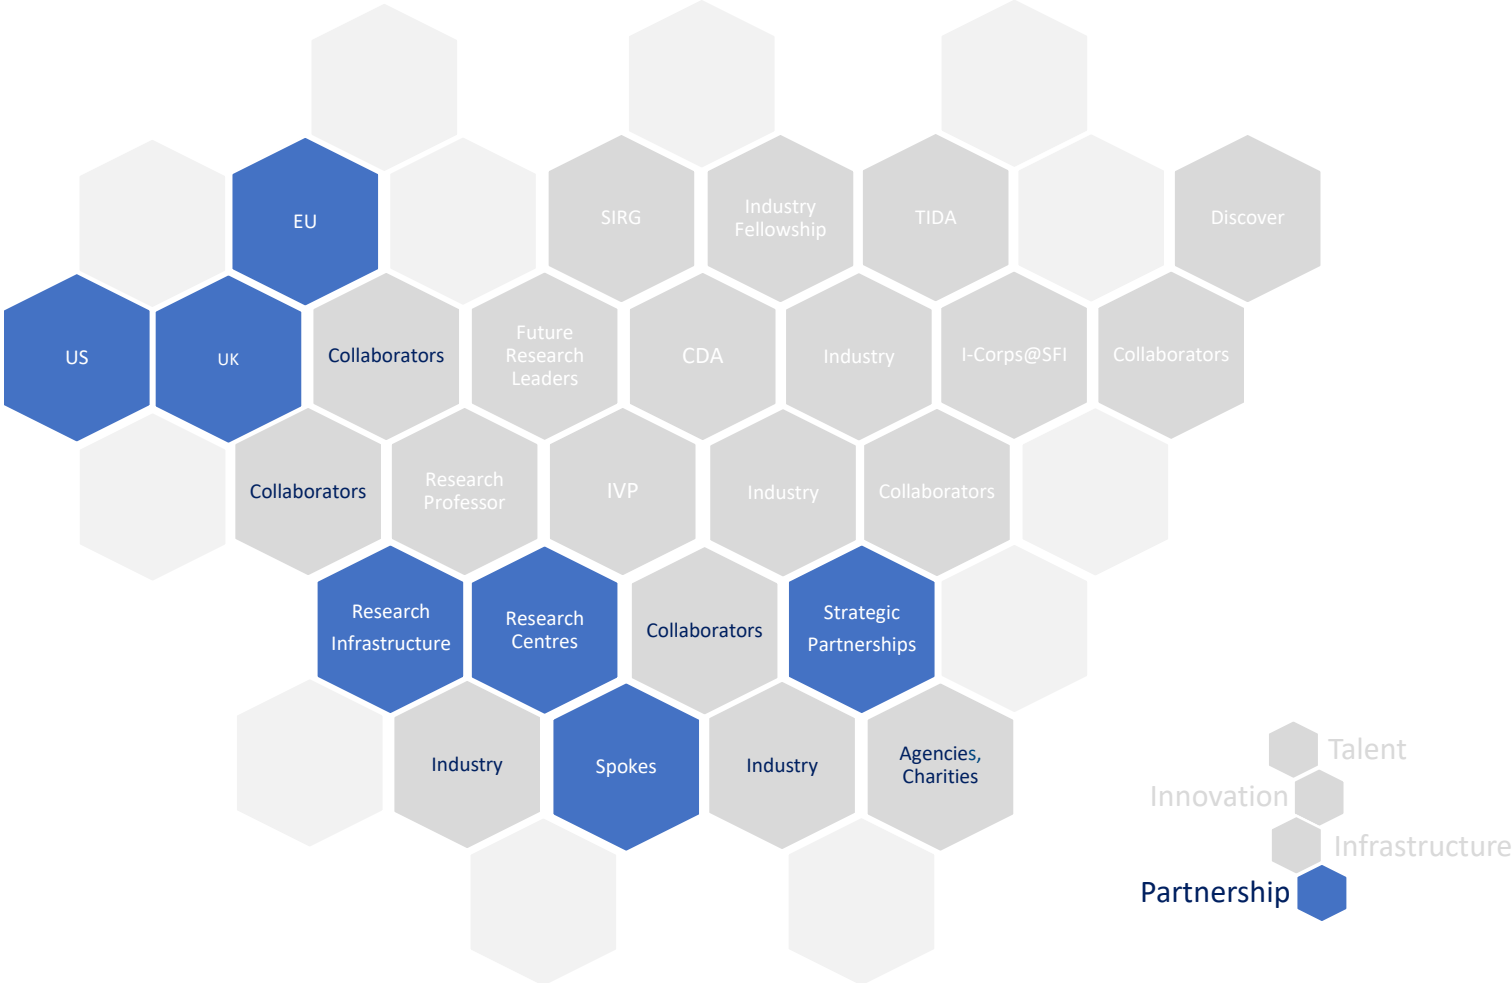 EU
SIRG
Industry
Fellowship
TIDA
Discover
US
UK
Collaborators
Future
Research
Leaders
CDA
Industry
I-Corps@SFI
Collaborators
Collaborators
Research
Professor
IVP
Industry
Collaborators
Research
Infrastructure
Research
Centres
Collaborators
Strategic
Partnerships
Industry
Spokes
Industry
Agencies,
Charities
Talent
Innovation
Infrastructure
Partnership